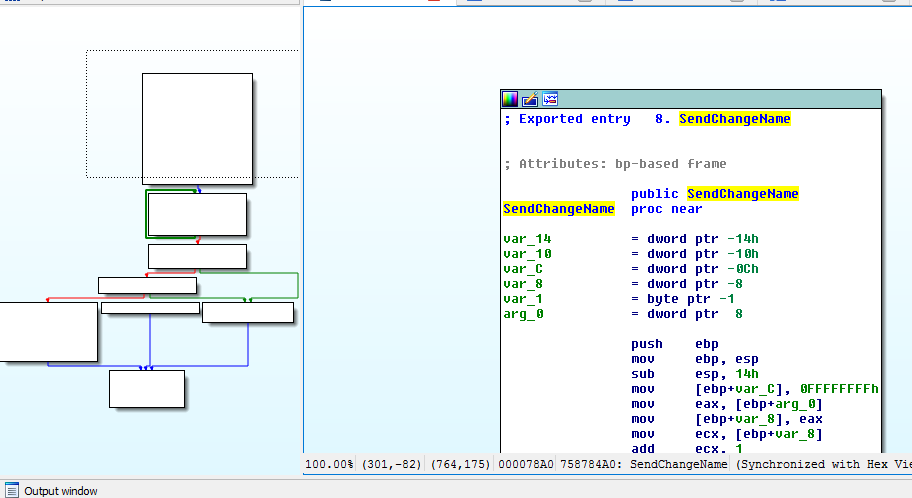 ; Exported entry   8. SendChangeName
; Attributes: bp-based frame
public SendChangeName
SendChangeName  proc near
var_14          = dword ptr -14h
var_10          = dword ptr -10h
var_C           = dword ptr -0Ch
var_8           = dword ptr -8
var_1           = byte ptr -1
arg_0           = dword ptr  8
push    ebp
mov     ebp, esp
sub     esp, 14h
mov     [ebp+var_C], 0FFFFFFFFh
mov     eax, [ebp+arg_0]
mov     [ebp+var_8], eax
mov     ecx, [ebp+var_8]
add     ecx, 1
100.00% (301,-82) (764,175) 000078A0 758784A0: SendChangeName (Synchronized with Hex Vie
Output window